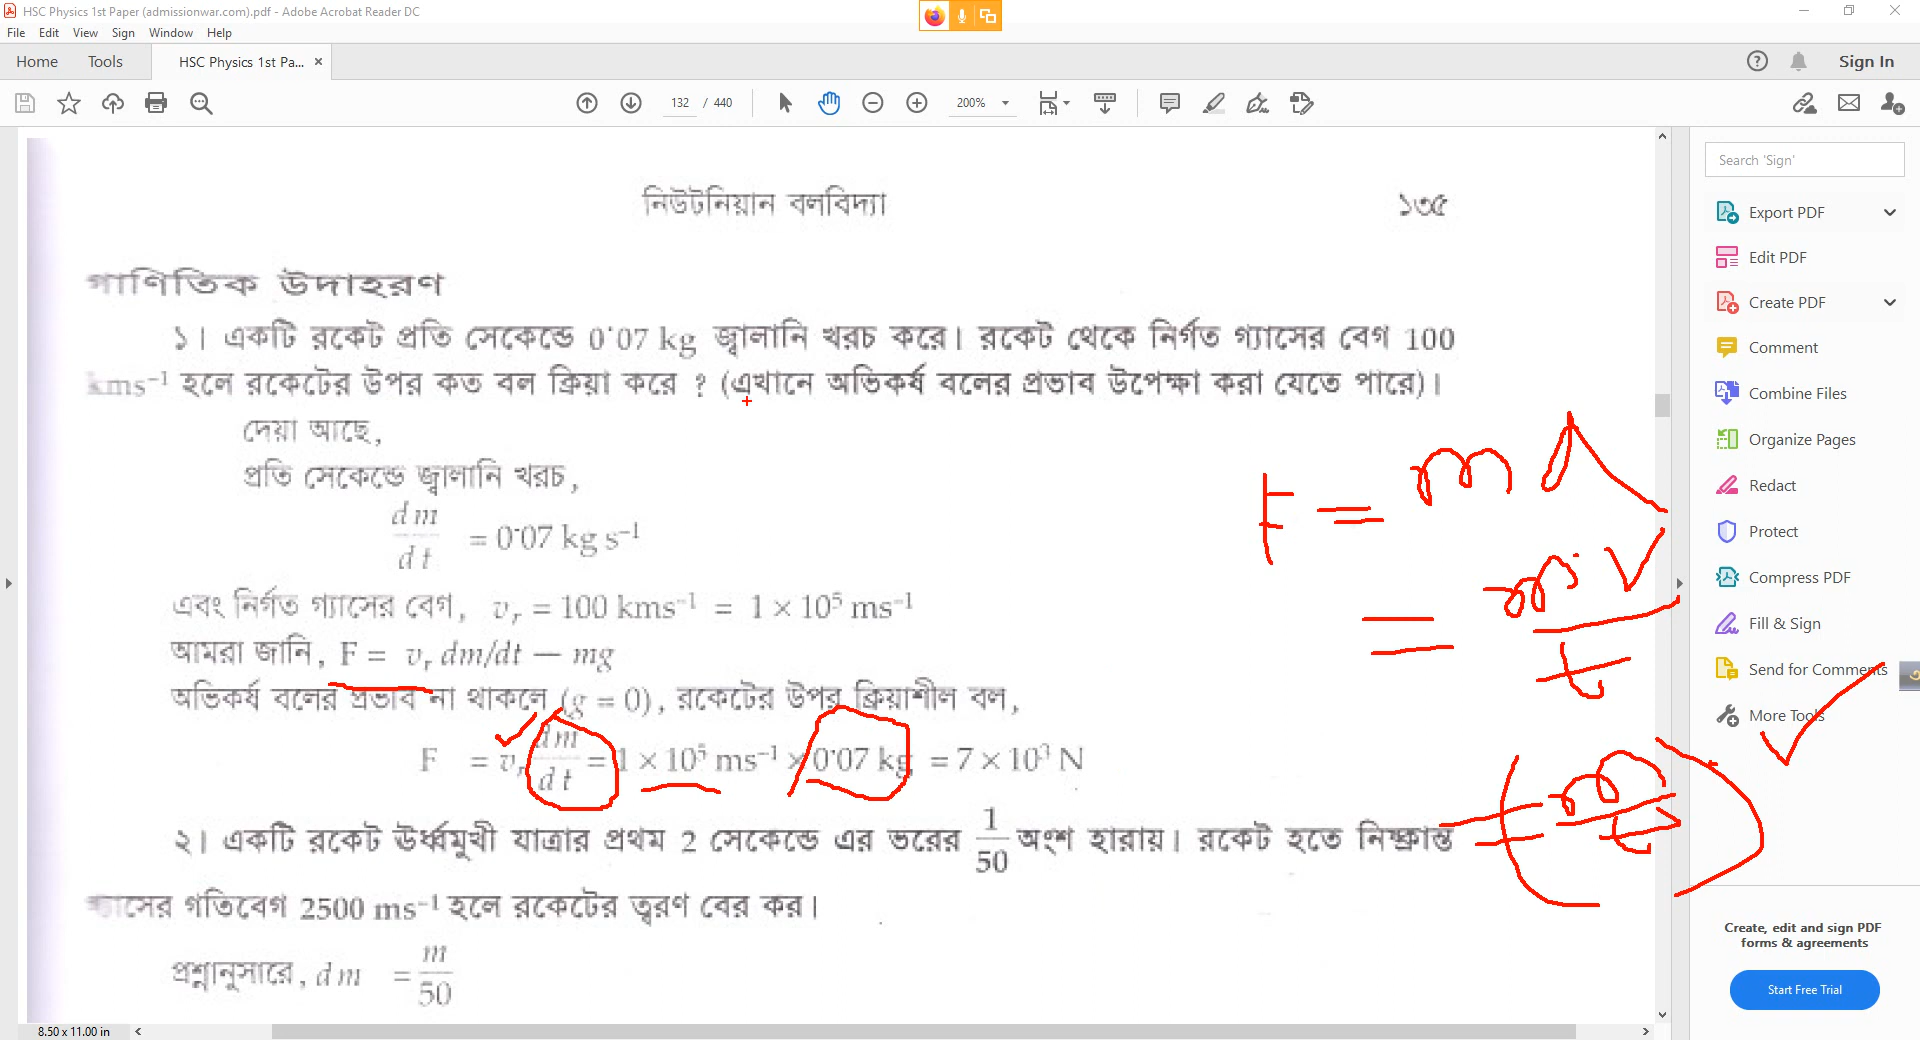 HSC Physics 1st Paper (admissionwar.com).pdf - Adobe Acrobat Reader DC
File Edit View Sign Window Help
Home Tools HSC Physics 1st Pa... × Sign In
132 / 440 200%
Search 'Sign'
Export PDF
Edit PDF
Create PDF
Comment
Combine Files
Organize Pages
Redact
Protect
Compress PDF
Fill & Sign
Send for Comments
More Tools
Create, edit and sign PDF
forms & agreements
Start Free Trial
নিউটনিয়ান বলবিদ্যা ১৩৫
গাণিতিক উদাহরণ
১। একটি রকেট প্রতি সেকেন্ডে 0·07 kg জ্বালানি খরচ করে। রকেট থেকে নির্গত গ্যাসের বেগ 100
kms⁻¹ হলে রকেটের উপর কত বল ক্রিয়া করে ? (এখানে অভিকর্ষ বলের প্রভাব উপেক্ষা করা যেতে পারে)।
দেয়া আছে,
প্রতি সেকেন্ডে জ্বালানি খরচ,
dm/dt = 0·07 kg s⁻¹
এবং নির্গত গ্যাসের বেগ, vᵣ = 100 kms⁻¹ = 1 × 10⁵ ms⁻¹
আমরা জানি, F = vᵣ dm/dt — mg
অভিকর্ষ বলের প্রভাব না থাকলে (g = 0), রকেটের উপর ক্রিয়াশীল বল,
F = vᵣ dm/dt = 1 × 10⁵ ms⁻¹ × 0·07 kg = 7 × 10³ N
২। একটি রকেট ঊর্ধ্বমুখী যাত্রার প্রথম 2 সেকেন্ডে এর ভরের 1/50 অংশ হারায়। রকেট হতে নিষ্ক্রান্ত
গ্যাসের গতিবেগ 2500 ms⁻¹ হলে রকেটের ত্বরণ বের কর।
প্রশ্নানুসারে, dm = m/50
F = m
= m v / t
= (m/t)
8.50 x 11.00 in